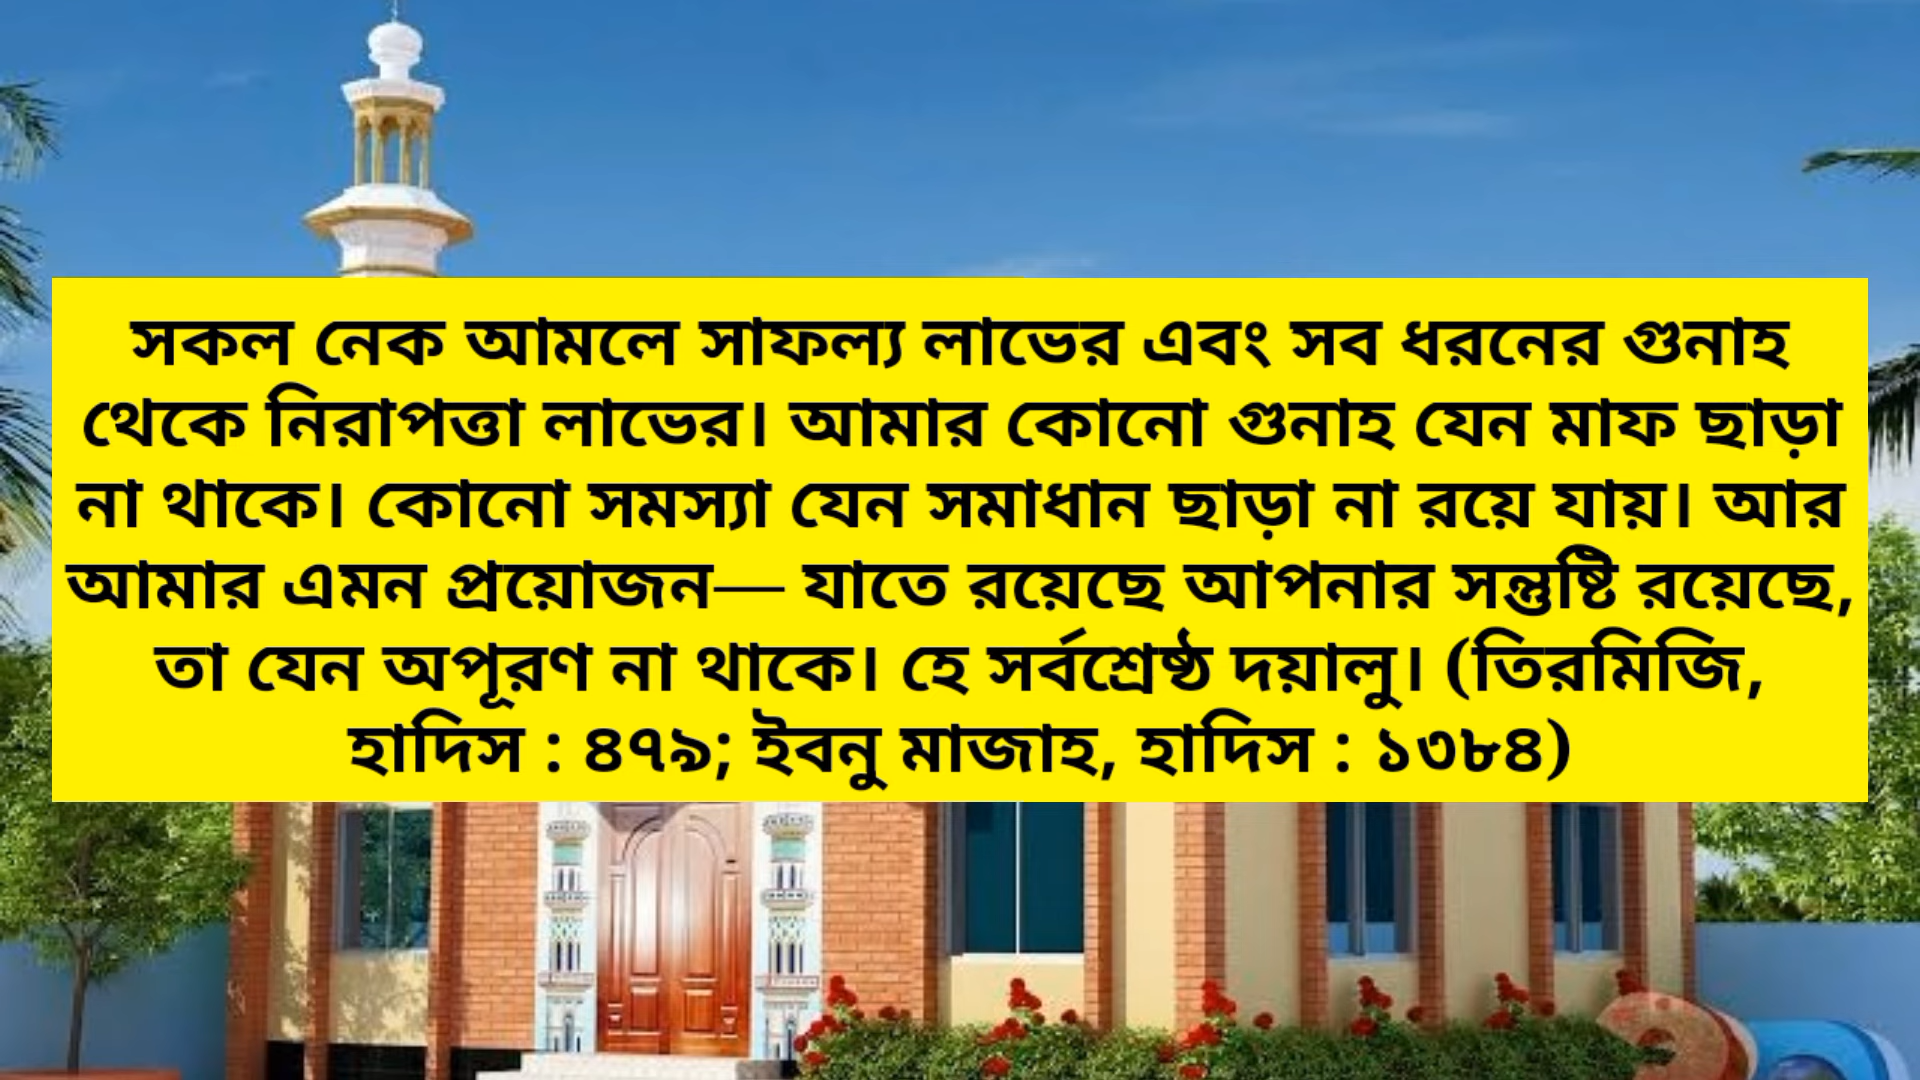 সকল নেক আমলে সাফল্য লাভের এবং সব ধরনের গুনাহ
থেকে নিরাপত্তা লাভের। আমার কোনো গুনাহ যেন মাফ ছাড়া
না থাকে। কোনো সমস্যা যেন সমাধান ছাড়া না রয়ে যায়। আর
আমার এমন প্রয়োজন— যাতে রয়েছে আপনার সন্তুষ্টি রয়েছে,
তা যেন অপূরণ না থাকে। হে সর্বশ্রেষ্ঠ দয়ালু। (তিরমিজি,
হাদিস : ৪৭৯; ইবনু মাজাহ, হাদিস : ১৩৮৪)